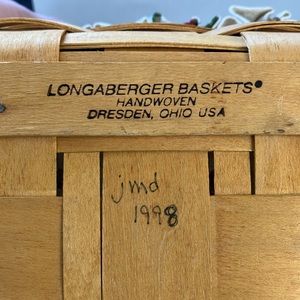 LONGABERGER BASKETS®
HANDWOVEN
DRESDEN, OHIO USA
jmd
1998